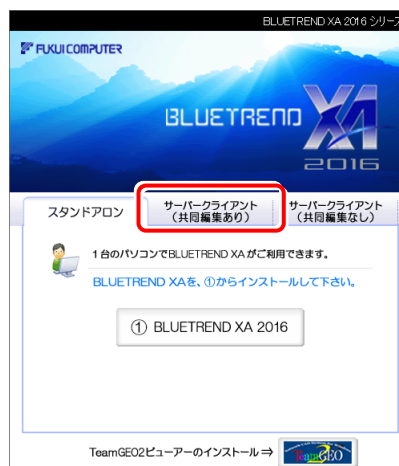 BLUETREND XA 2016 シリーズ
FUKUI COMPUTER
BLUETREND XA
2016
スタンドアロン
サーバークライアント
（共同編集あり）
サーバークライアント
（共同編集なし）
1台のパソコンでBLUETREND XAがご利用できます。
BLUETREND XAを、①からインストールして下さい。
① BLUETREND XA 2016
TeamGEO2ビューアーのインストール⇒
TeamGEO